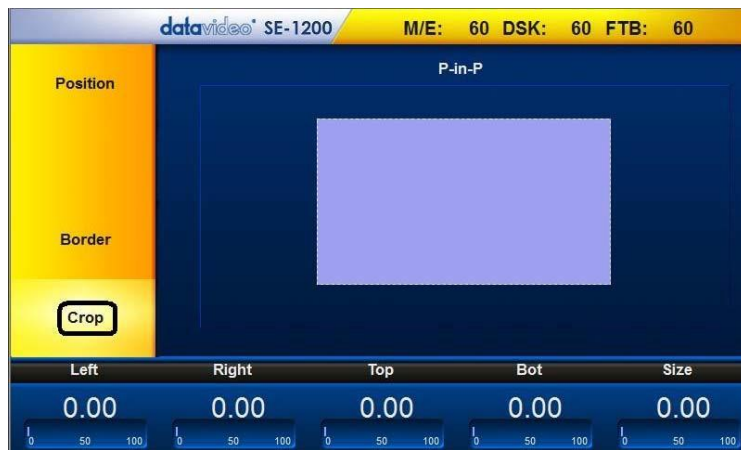 datavideo SE-1200 M/E: 60 DSK: 60 FTB: 60
P-in-P
Position
Border
Crop
Left Right Top Bot Size
0.00 0.00 0.00 0.00 0.00
0 50 100 0 50 100 0 50 100 0 50 100 0 50 100